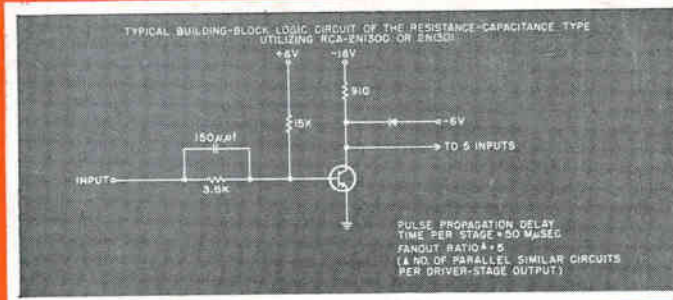 TYPICAL BUILDING-BLOCK LOGIC CIRCUIT OF THE RESISTANCE-CAPACITANCE TYPE
UTILIZING RCA-2N1300 OR 2N1301
+6V
-18V
910
15K
-6V
150μμf
TO 5 INPUTS
INPUT
3.6K
PULSE PROPAGATION DELAY
TIME PER STAGE = 50 MμSEC
FANOUT RATIO▲ = 5
(▲ NO. OF PARALLEL SIMILAR CIRCUITS
PER DRIVER-STAGE OUTPUT)